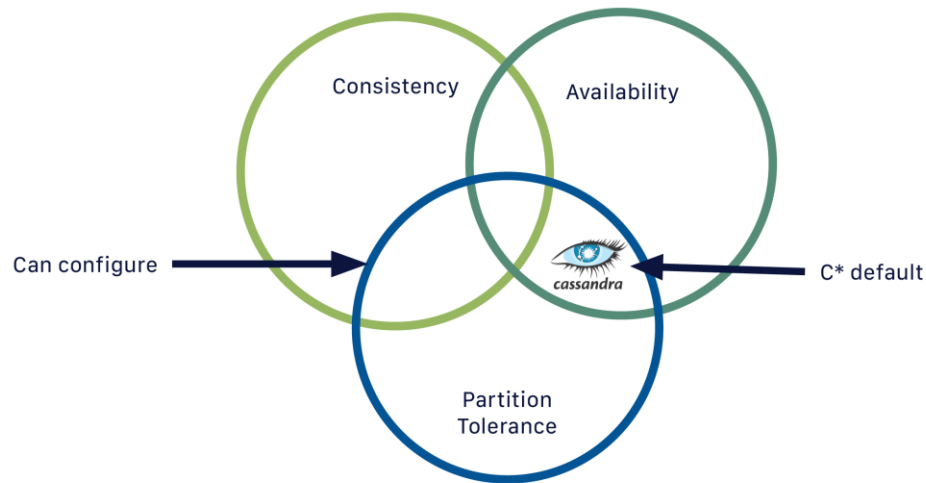 Consistency
Availability
Can configure
cassandra
C* default
Partition
Tolerance